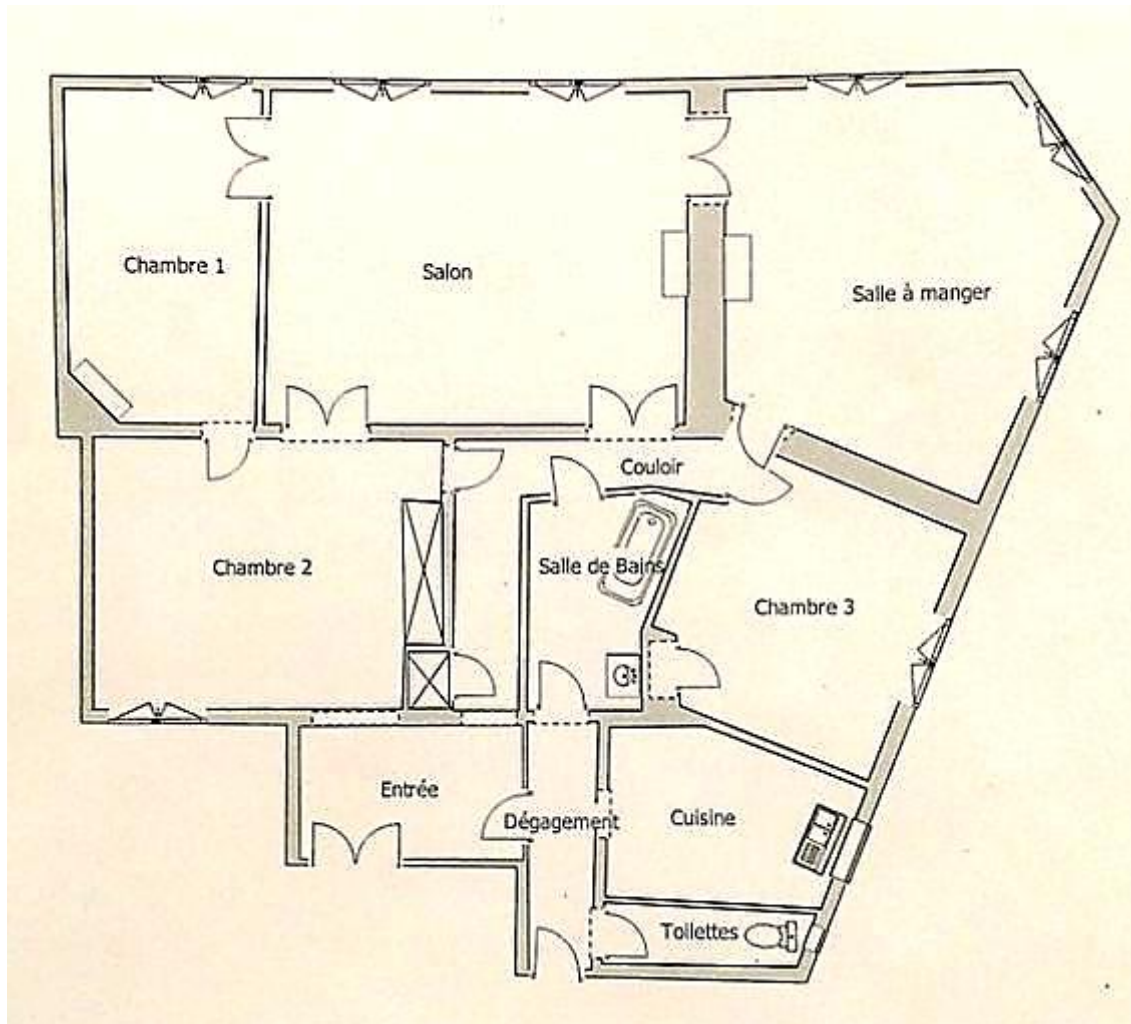 Chambre 1
Salon
Salle à manger
Couloir
Chambre 2
Salle de Bains
Chambre 3
Entrée
Dégagement
Cuisine
Toilettes